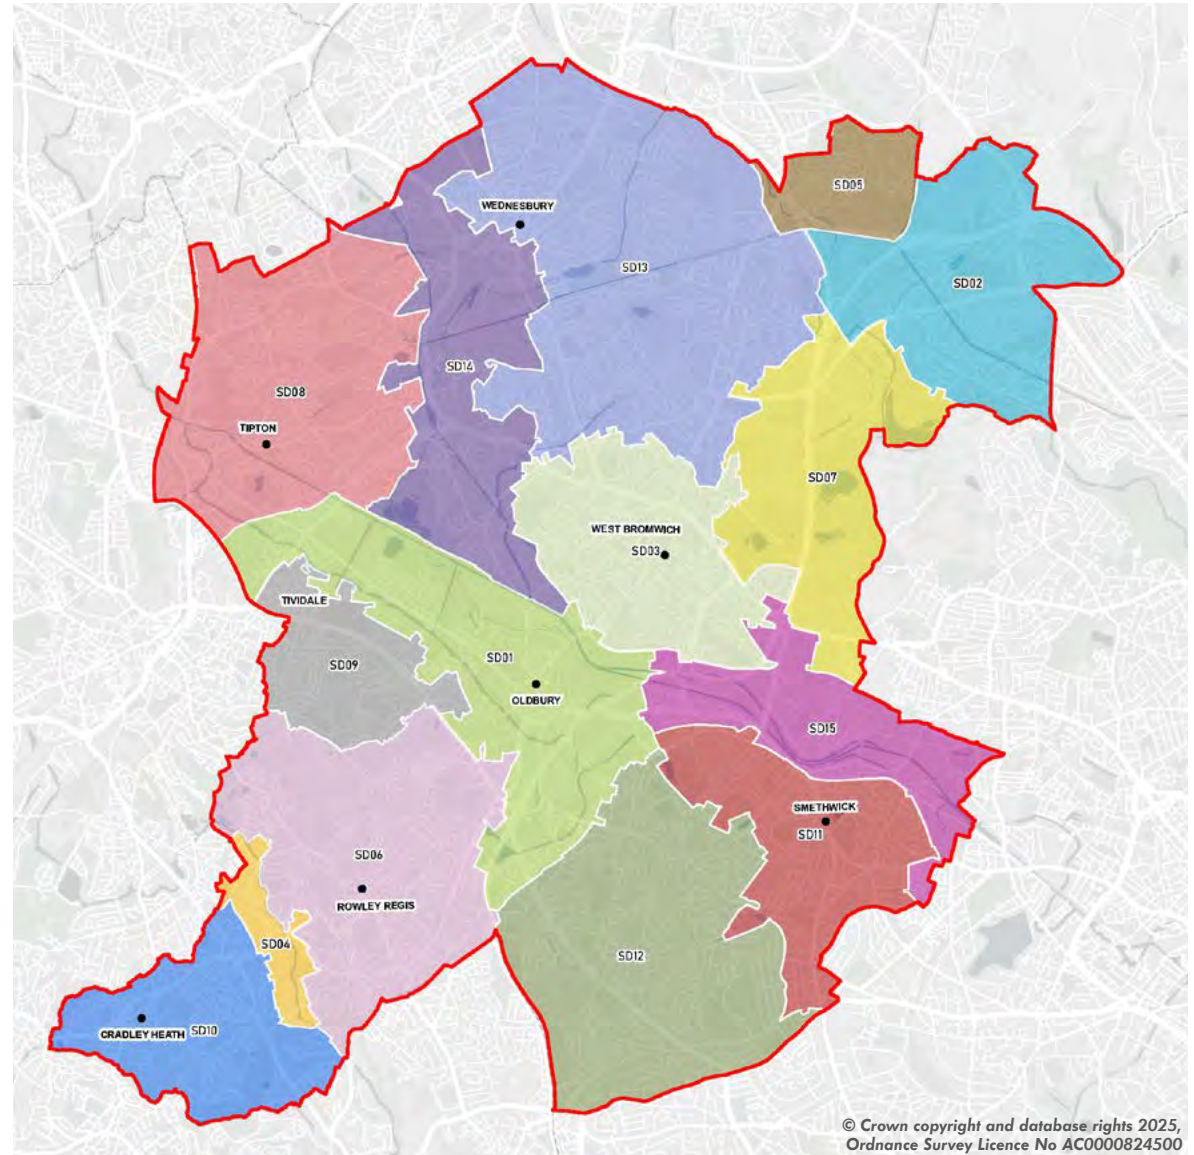 SD05
WEDNESBURY
SD13
SD02
SD14
SD08
TIPTON
SD07
WEST BROMWICH
SD03
TIVIDALE
SD09
SD01
OLDBURY
SD15
SMETHWICK
SD11
SD06
ROWLEY REGIS
SD04
SD12
CRADLEY HEATH SD10
© Crown copyright and database rights 2025,
Ordnance Survey Licence No AC0000824500